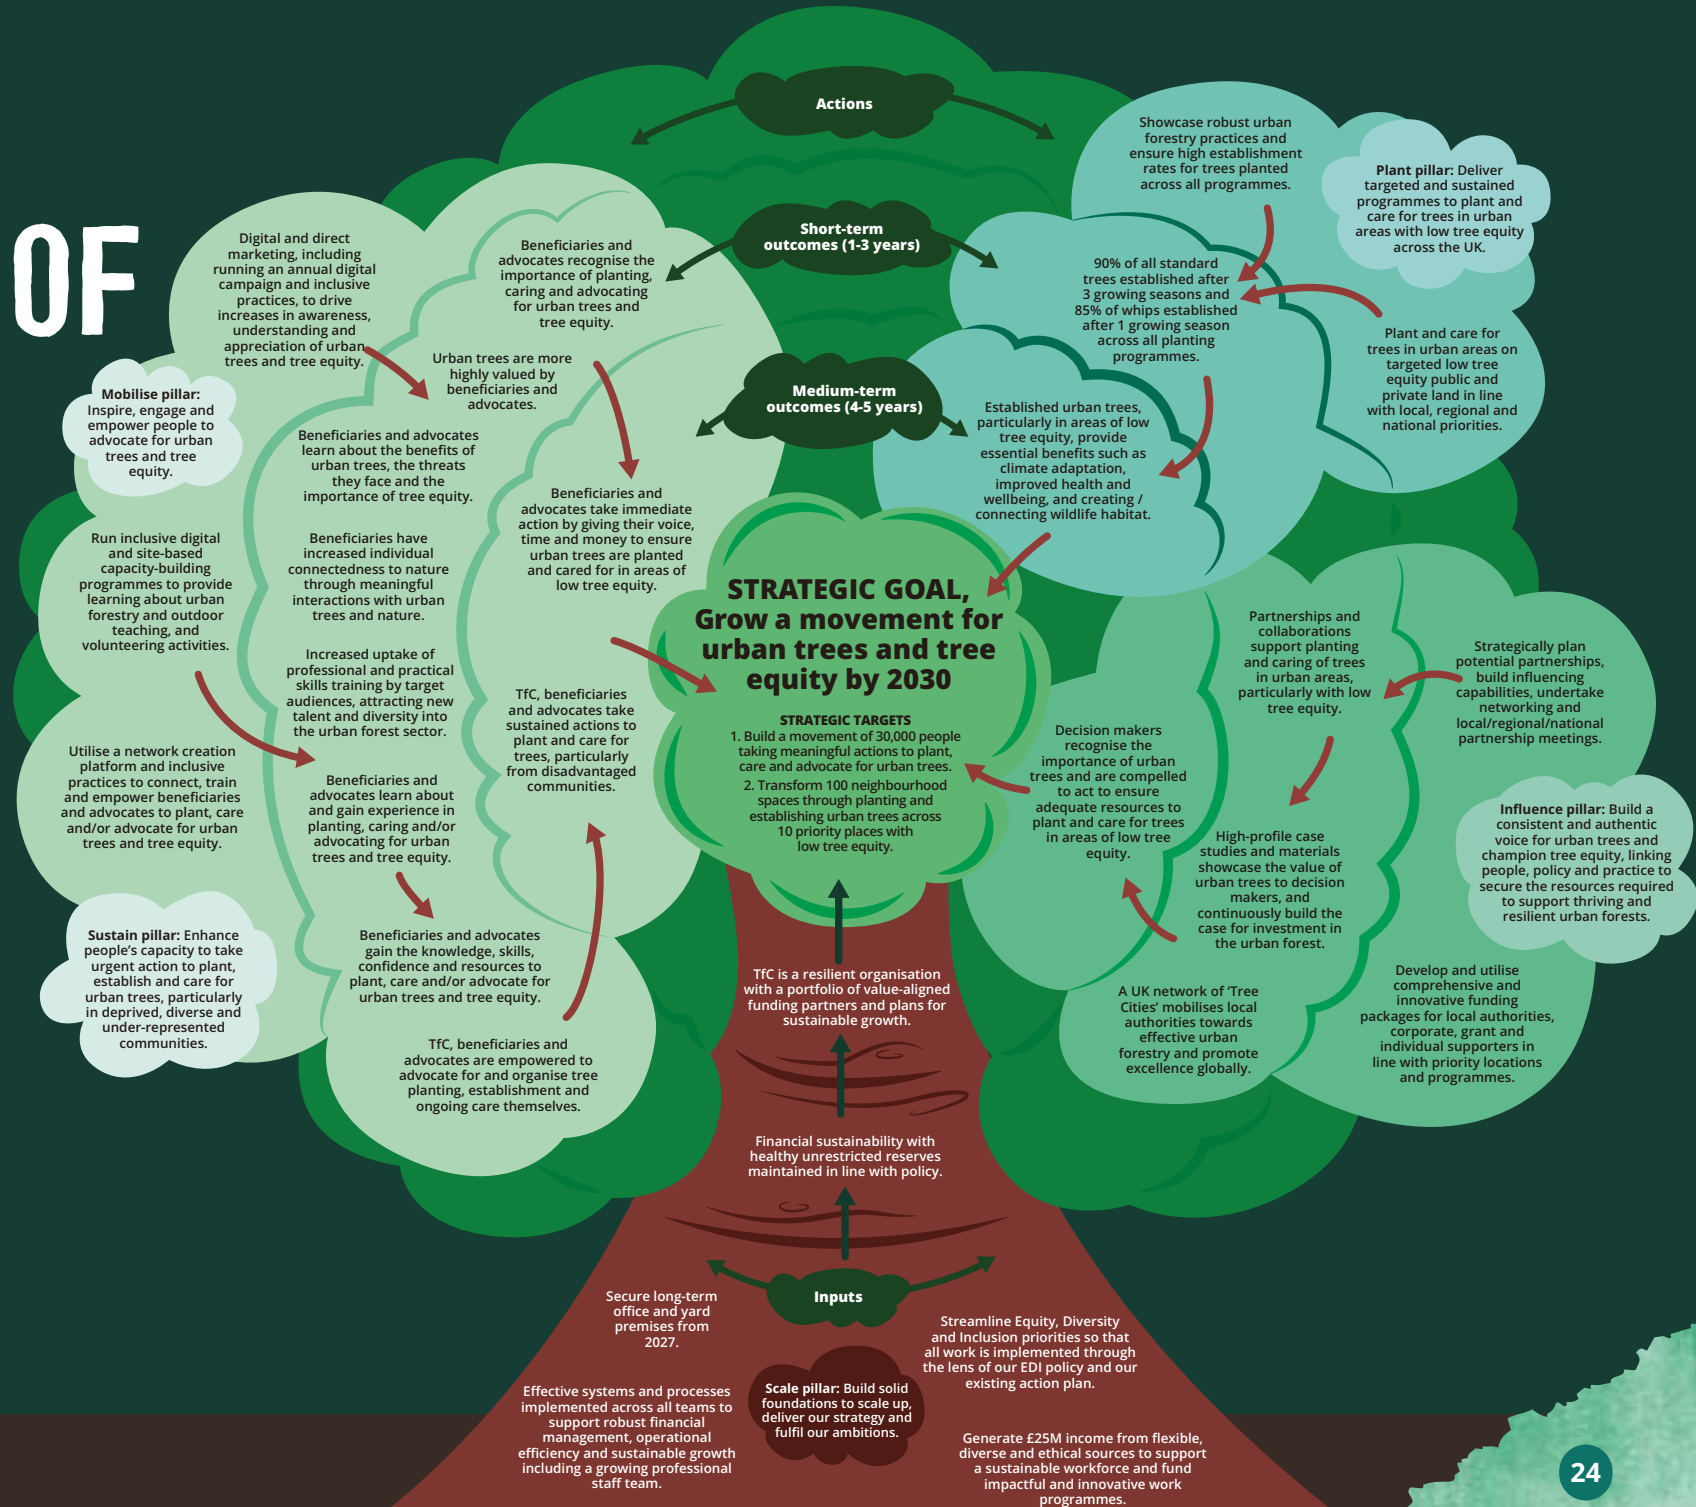 OF
Actions
Short-term
outcomes (1-3 years)
Medium-term
outcomes (4-5 years)
Digital and direct
marketing, including
running an annual digital
campaign and inclusive
practices, to drive
increases in awareness,
understanding and
appreciation of urban
trees and tree equity.
Mobilise pillar:
Inspire, engage and
empower people to
advocate for urban
trees and tree
equity.
Run inclusive digital
and site-based
capacity-building
programmes to provide
learning about urban
forestry and outdoor
teaching, and
volunteering activities.
Utilise a network creation
platform and inclusive
practices to connect, train
and empower beneficiaries
and advocates to plant, care
and/or advocate for urban
trees and tree equity.
Sustain pillar: Enhance
people’s capacity to take
urgent action to plant,
establish and care for
urban trees, particularly
in deprived, diverse and
under-represented
communities.
Beneficiaries and
advocates recognise the
importance of planting,
caring and advocating
for urban trees and
tree equity.
Urban trees are more
highly valued by
beneficiaries and
advocates.
Beneficiaries and advocates
learn about the benefits of
urban trees, the threats
they face and the
importance of tree equity.
Beneficiaries have
increased individual
connectedness to nature
through meaningful
interactions with urban
trees and nature.
Increased uptake of
professional and practical
skills training by target
audiences, attracting new
talent and diversity into
the urban forest sector.
Beneficiaries and
advocates learn about
and gain experience in
planting, caring and/or
advocating for urban
trees and tree equity.
Beneficiaries and advocates
gain the knowledge, skills,
confidence and resources to
plant, care and/or advocate for
urban trees and tree equity.
TfC, beneficiaries and
advocates are empowered to
advocate for and organise tree
planting, establishment and
ongoing care themselves.
Beneficiaries and
advocates take immediate
action by giving their voice,
time and money to ensure
urban trees are planted
and cared for in areas of
low tree equity.
TfC, beneficiaries
and advocates take
sustained actions to
plant and care for
trees, particularly
from disadvantaged
communities.
STRATEGIC GOAL,
Grow a movement for
urban trees and tree
equity by 2030
STRATEGIC TARGETS
1. Build a movement of 30,000 people
taking meaningful actions to plant,
care and advocate for urban trees.
2. Transform 100 neighbourhood
spaces through planting and
establishing urban trees across
10 priority places with
low tree equity.
Showcase robust urban
forestry practices and
ensure high establishment
rates for trees planted
across all programmes.
Plant pillar: Deliver
targeted and sustained
programmes to plant and
care for trees in urban
areas with low tree equity
across the UK.
90% of all standard
trees established after
3 growing seasons and
85% of whips established
after 1 growing season
across all planting
programmes.
Plant and care for
trees in urban areas on
targeted low tree
equity public and
private land in line
with local, regional and
national priorities.
Established urban trees,
particularly in areas of low
tree equity, provide
essential benefits such as
climate adaptation,
improved health and
wellbeing, and creating /
connecting wildlife habitat.
Partnerships and
collaborations
support planting
and caring of trees
in urban areas,
particularly with low
tree equity.
Strategically plan
potential partnerships,
build influencing
capabilities, undertake
networking and
local/regional/national
partnership meetings.
Decision makers
recognise the
importance of urban
trees and are compelled
to act to ensure
adequate resources to
plant and care for trees
in areas of low tree
equity.
High-profile case
studies and materials
showcase the value of
urban trees to decision
makers, and
continuously build the
case for investment in
the urban forest.
Influence pillar: Build a
consistent and authentic
voice for urban trees and
champion tree equity, linking
people, policy and practice to
secure the resources required
to support thriving and
resilient urban forests.
A UK network of ‘Tree
Cities’ mobilises local
authorities towards
effective urban
forestry and promote
excellence globally.
Develop and utilise
comprehensive and
innovative funding
packages for local authorities,
corporate, grant and
individual supporters in
line with priority locations
and programmes.
TfC is a resilient organisation
with a portfolio of value-aligned
funding partners and plans for
sustainable growth.
Financial sustainability with
healthy unrestricted reserves
maintained in line with policy.
Inputs
Secure long-term
office and yard
premises from
2027.
Effective systems and processes
implemented across all teams to
support robust financial
management, operational
efficiency and sustainable growth
including a growing professional
staff team.
Scale pillar: Build solid
foundations to scale up,
deliver our strategy and
fulfil our ambitions.
Streamline Equity, Diversity
and Inclusion priorities so that
all work is implemented through
the lens of our EDI policy and our
existing action plan.
Generate £25M income from flexible,
diverse and ethical sources to support
a sustainable workforce and fund
impactful and innovative work
programmes.
24